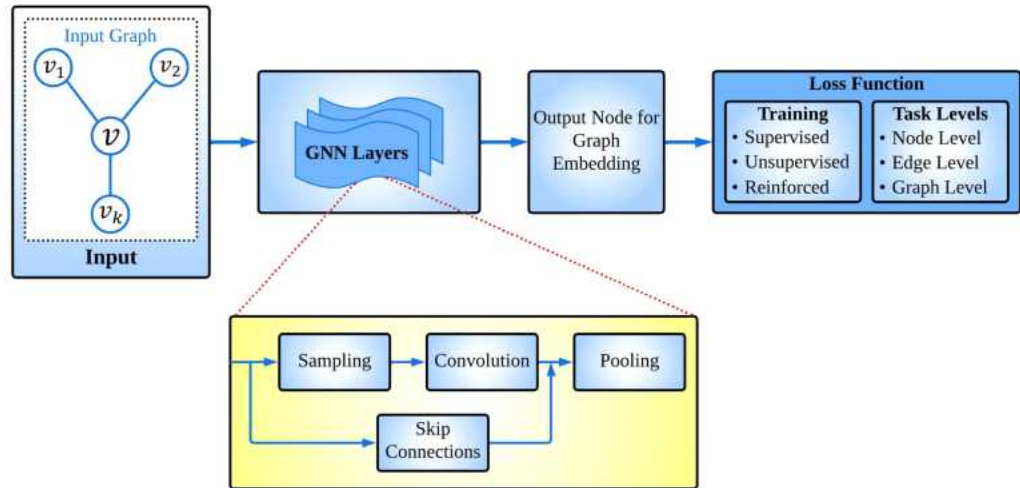 Input Graph
v₁
v₂
v
vₖ
Input
GNN Layers
Output Node for
Graph
Embedding
Loss Function
Training
• Supervised
• Unsupervised
• Reinforced
Task Levels
• Node Level
• Edge Level
• Graph Level
Sampling
Convolution
Pooling
Skip
Connections